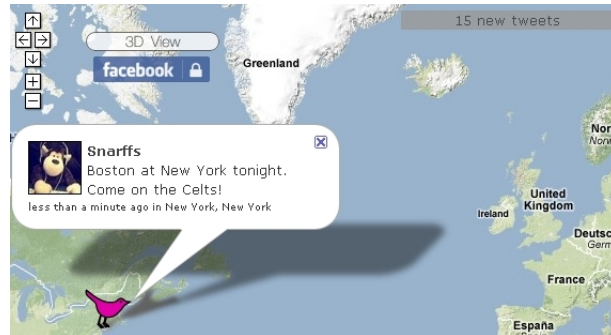 15 new tweets
3D View
facebook
Greenland
Snarffs
Boston at New York tonight.
Come on the Celts!
less than a minute ago in New York, New York
United
Kingdom
Ireland
France
España